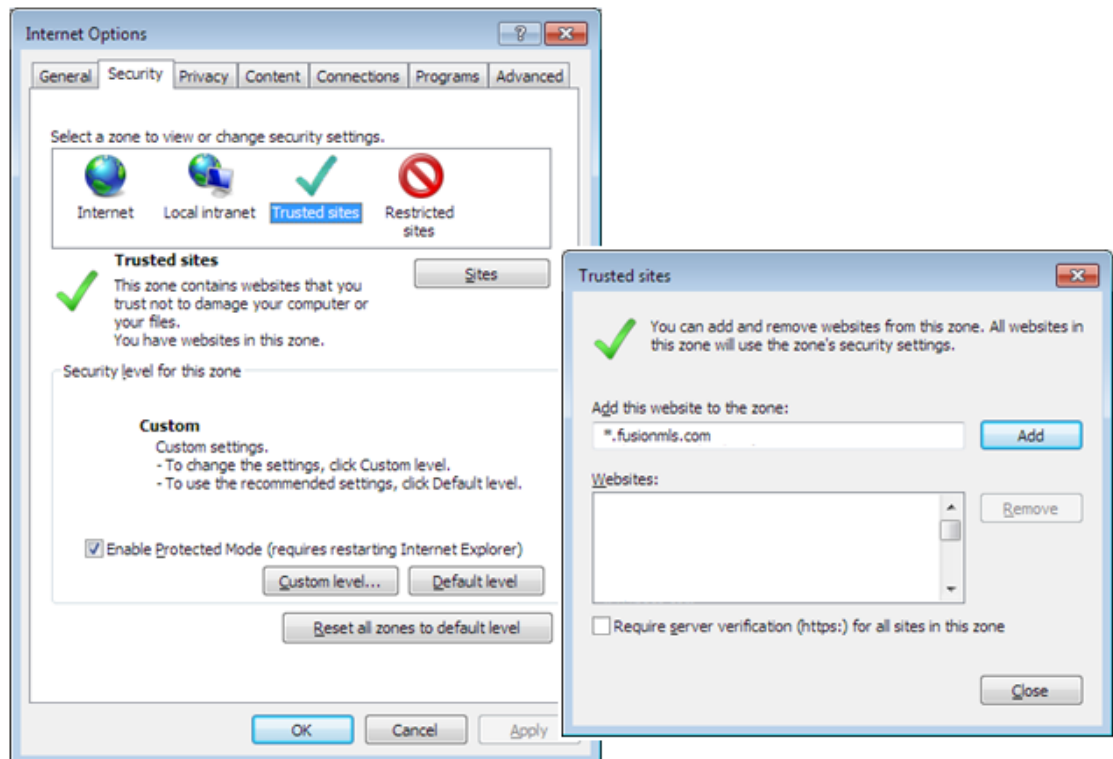 Internet Options
General Security Privacy Content Connections Programs Advanced
Select a zone to view or change security settings.
Internet
Local intranet
Trusted sites
Restricted
sites
Trusted sites
Sites
This zone contains websites that you
trust not to damage your computer or
your files.
You have websites in this zone.
Security level for this zone
Custom
Custom settings.
- To change the settings, click Custom level.
- To use the recommended settings, click Default level.
Enable Protected Mode (requires restarting Internet Explorer)
Custom level... Default level
Reset all zones to default level
OK Cancel Apply
Trusted sites
You can add and remove websites from this zone. All websites in
this zone will use the zone's security settings.
Add this website to the zone:
*.fusionmls.com
Add
Websites:
Remove
Require server verification (https:) for all sites in this zone
Close